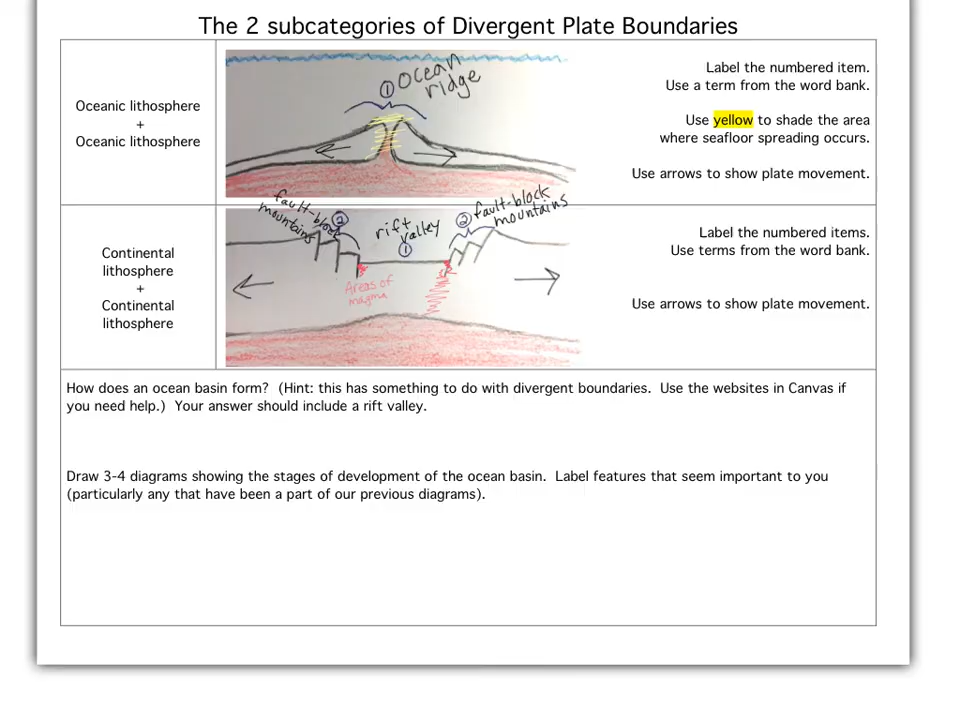 The 2 subcategories of Divergent Plate Boundaries
Oceanic lithosphere
+
Oceanic lithosphere
① Ocean
ridge
Label the numbered item.
Use a term from the word bank.
Use yellow to shade the area
where seafloor spreading occurs.
Use arrows to show plate movement.
Continental
lithosphere
+
Continental
lithosphere
fault-block
mountains
②
rift
valley
①
② fault-block
mountains
Areas of
magma
Label the numbered items.
Use terms from the word bank.
Use arrows to show plate movement.
How does an ocean basin form?  (Hint: this has something to do with divergent boundaries.  Use the websites in Canvas if
you need help.)  Your answer should include a rift valley.
Draw 3-4 diagrams showing the stages of development of the ocean basin.  Label features that seem important to you
(particularly any that have been a part of our previous diagrams).